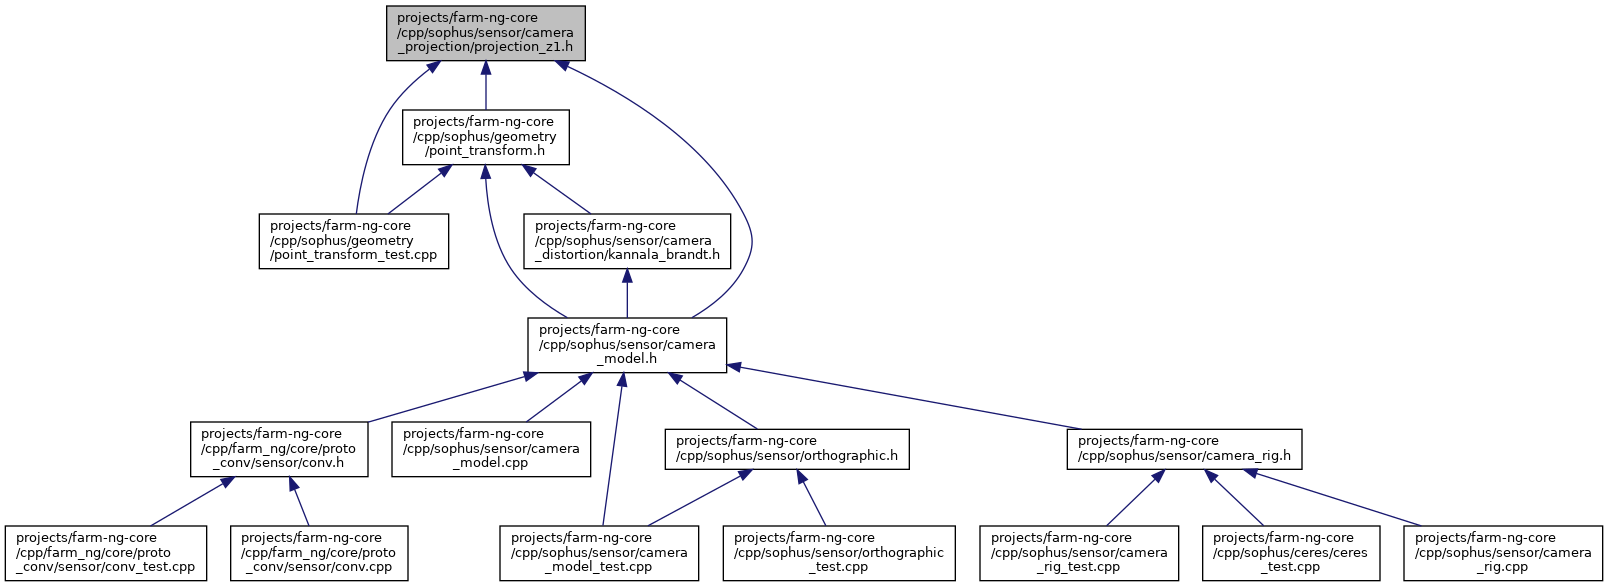 projects/farm-ng-core
/cpp/sophus/sensor/camera
_projection/projection_z1.h
projects/farm-ng-core
/cpp/sophus/geometry
/point_transform.h
projects/farm-ng-core
/cpp/sophus/geometry
/point_transform_test.cpp
projects/farm-ng-core
/cpp/sophus/sensor/camera
_distortion/kannala_brandt.h
projects/farm-ng-core
/cpp/sophus/sensor/camera
_model.h
projects/farm-ng-core
/cpp/farm_ng/core/proto
_conv/sensor/conv.h
projects/farm-ng-core
/cpp/sophus/sensor/camera
_model.cpp
projects/farm-ng-core
/cpp/sophus/sensor/orthographic.h
projects/farm-ng-core
/cpp/sophus/sensor/camera_rig.h
projects/farm-ng-core
/cpp/farm_ng/core/proto
_conv/sensor/conv_test.cpp
projects/farm-ng-core
/cpp/farm_ng/core/proto
_conv/sensor/conv.cpp
projects/farm-ng-core
/cpp/sophus/sensor/camera
_model_test.cpp
projects/farm-ng-core
/cpp/sophus/sensor/orthographic
_test.cpp
projects/farm-ng-core
/cpp/sophus/sensor/camera
_rig_test.cpp
projects/farm-ng-core
/cpp/sophus/ceres/ceres
_test.cpp
projects/farm-ng-core
/cpp/sophus/sensor/camera
_rig.cpp